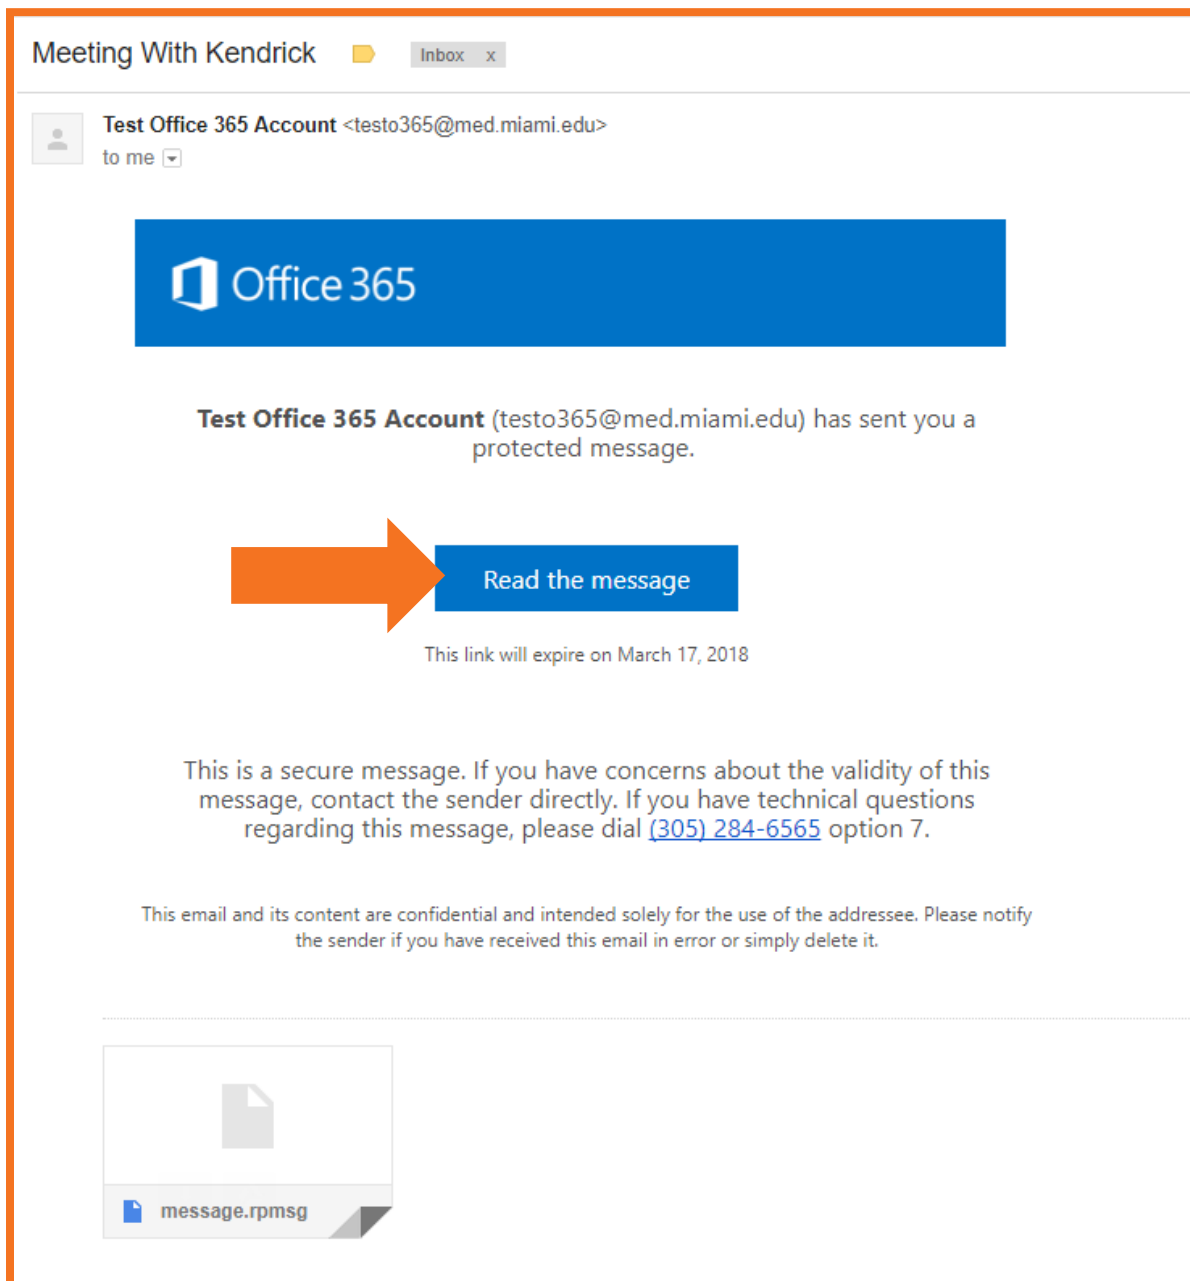 Meeting With Kendrick
Inbox x
Test Office 365 Account <testo365@med.miami.edu>
to me
Office 365
Test Office 365 Account (testo365@med.miami.edu) has sent you a
protected message.
Read the message
This link will expire on March 17, 2018
This is a secure message. If you have concerns about the validity of this
message, contact the sender directly. If you have technical questions
regarding this message, please dial (305) 284-6565 option 7.
This email and its content are confidential and intended solely for the use of the addressee. Please notify
the sender if you have received this email in error or simply delete it.
message.rpmsg